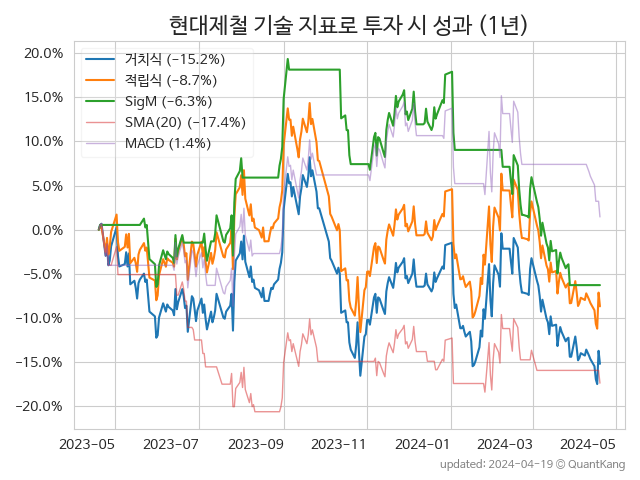 현대제철 기술 지표로 투자 시 성과 (1년)
20.0%
15.0%
10.0%
5.0%
0.0%
−5.0%
−10.0%
−15.0%
−20.0%
거치식 (−15.2%)
적립식 (−8.7%)
SigM (−6.3%)
SMA(20) (−17.4%)
MACD (1.4%)
2023−05 2023−07 2023−09 2023−11 2024−01 2024−03 2024−05
updated: 2024−04−19 © QuantKang